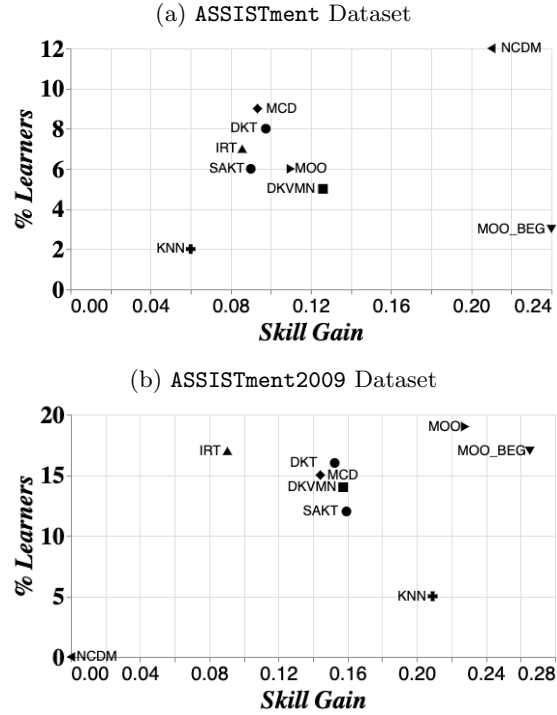 (a) ASSISTment Dataset
12
NCDM
10
MCD
8
DKT
IRT
6
SAKT
MOO
DKVMN
4
MOO_BEG
2
KNN
0
% Learners
0.00 0.04 0.08 0.12 0.16 0.20 0.24
Skill Gain
(b) ASSISTment2009 Dataset
20
MOO
IRT
MOO_BEG
DKT
15
MCD
DKVMN
SAKT
10
5
KNN
0
NCDM
% Learners
0.00 0.04 0.08 0.12 0.16 0.20 0.24 0.28
Skill Gain